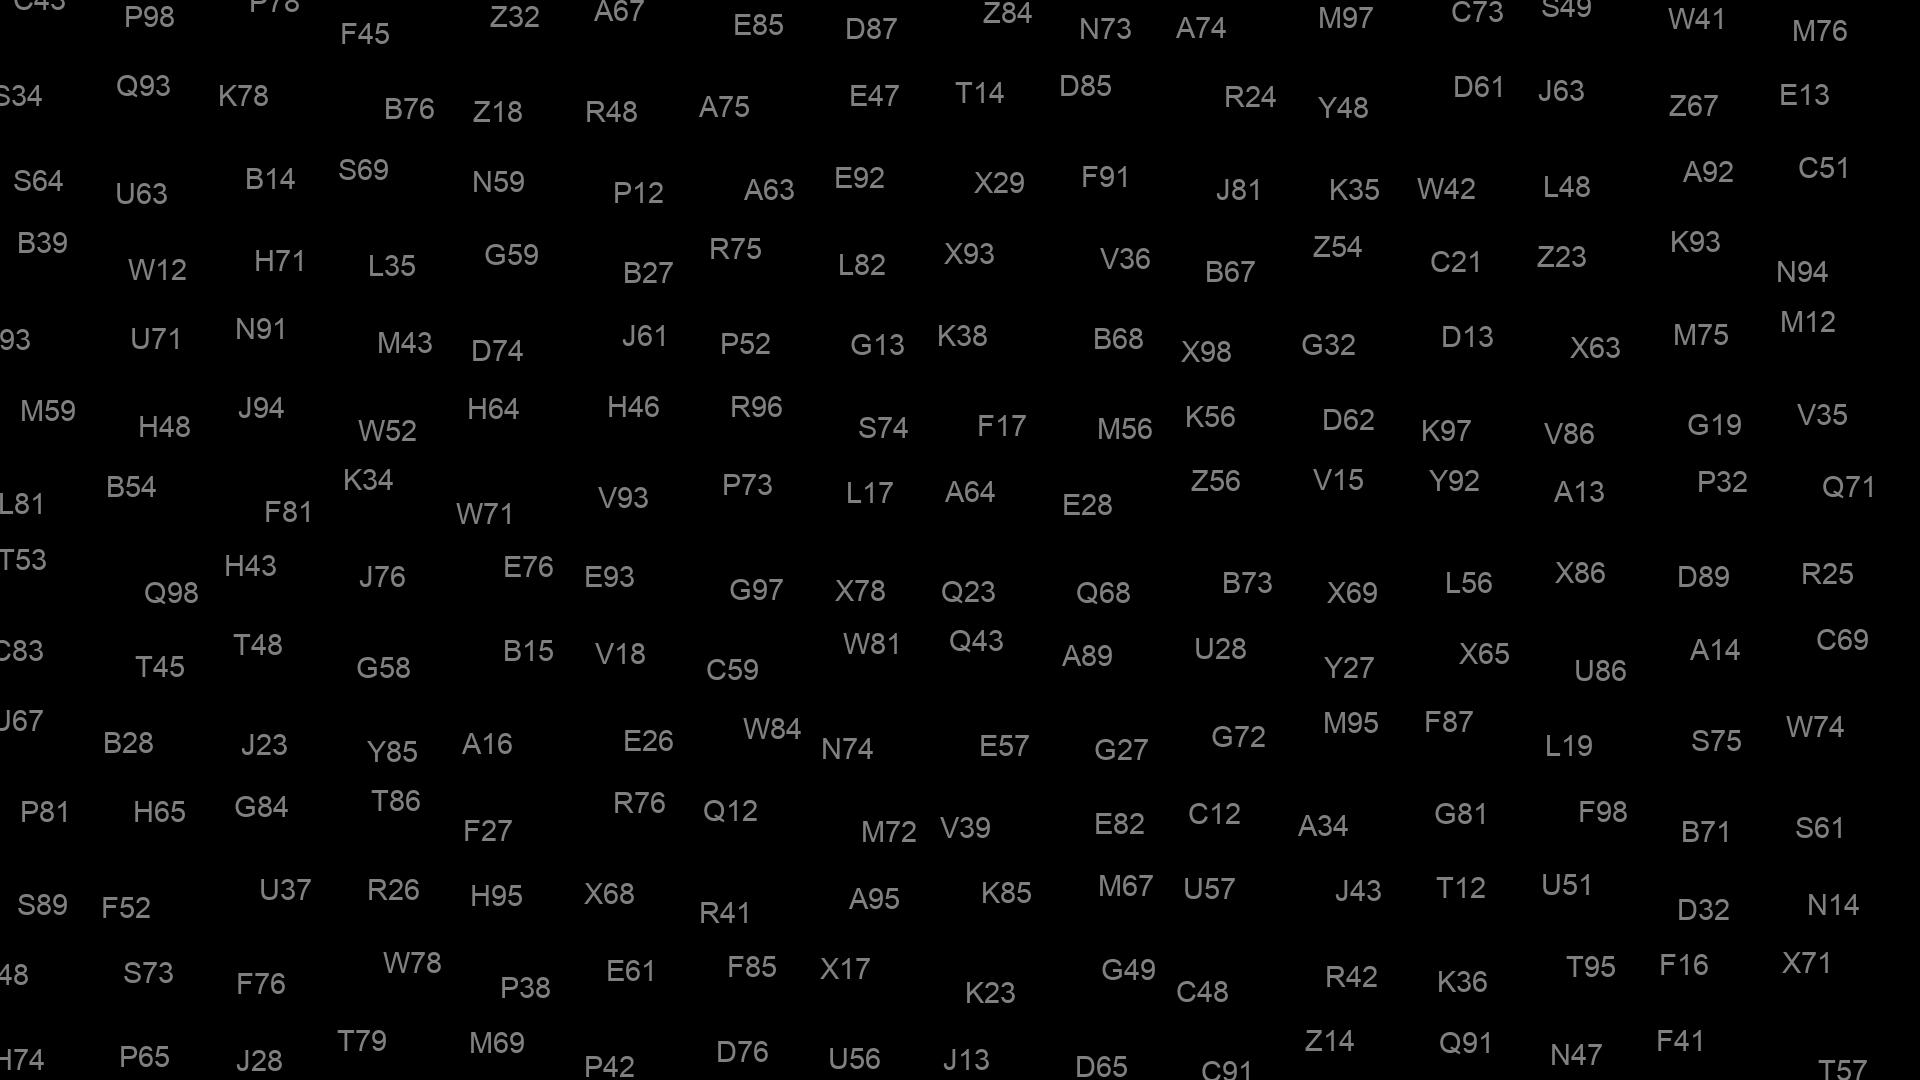 C43 P98 P78 F45 Z32 A67 E85 D87 Z84 N73 A74 M97 C73 S49 W41 M76
S34 Q93 K78 B76 Z18 R48 A75 E47 T14 D85 R24 Y48 D61 J63 Z67 E13
S64 U63 B14 S69 N59 P12 A63 E92 X29 F91 J81 K35 W42 L48 A92 C51
B39 W12 H71 L35 G59 B27 R75 L82 X93 V36 B67 Z54 C21 Z23 K93 N94
93 U71 N91 M43 D74 J61 P52 G13 K38 B68 X98 G32 D13 X63 M75 M12
M59 H48 J94 W52 H64 H46 R96 S74 F17 M56 K56 D62 K97 V86 G19 V35
L81 B54 F81 K34 W71 V93 P73 L17 A64 E28 Z56 V15 Y92 A13 P32 Q71
T53 Q98 H43 J76 E76 E93 G97 X78 Q23 Q68 B73 X69 L56 X86 D89 R25
C83 T45 T48 G58 B15 V18 C59 W81 Q43 A89 U28 Y27 X65 U86 A14 C69
U67 B28 J23 Y85 A16 E26 W84 N74 E57 G27 G72 M95 F87 L19 S75 W74
P81 H65 G84 T86 F27 R76 Q12 M72 V39 E82 C12 A34 G81 F98 B71 S61
S89 F52 U37 R26 H95 X68 R41 A95 K85 M67 U57 J43 T12 U51 D32 N14
48 S73 F76 W78 P38 E61 F85 X17 K23 G49 C48 R42 K36 T95 F16 X71
H74 P65 J28 T79 M69 P42 D76 U56 J13 D65 C91 Z14 Q91 N47 F41 T57